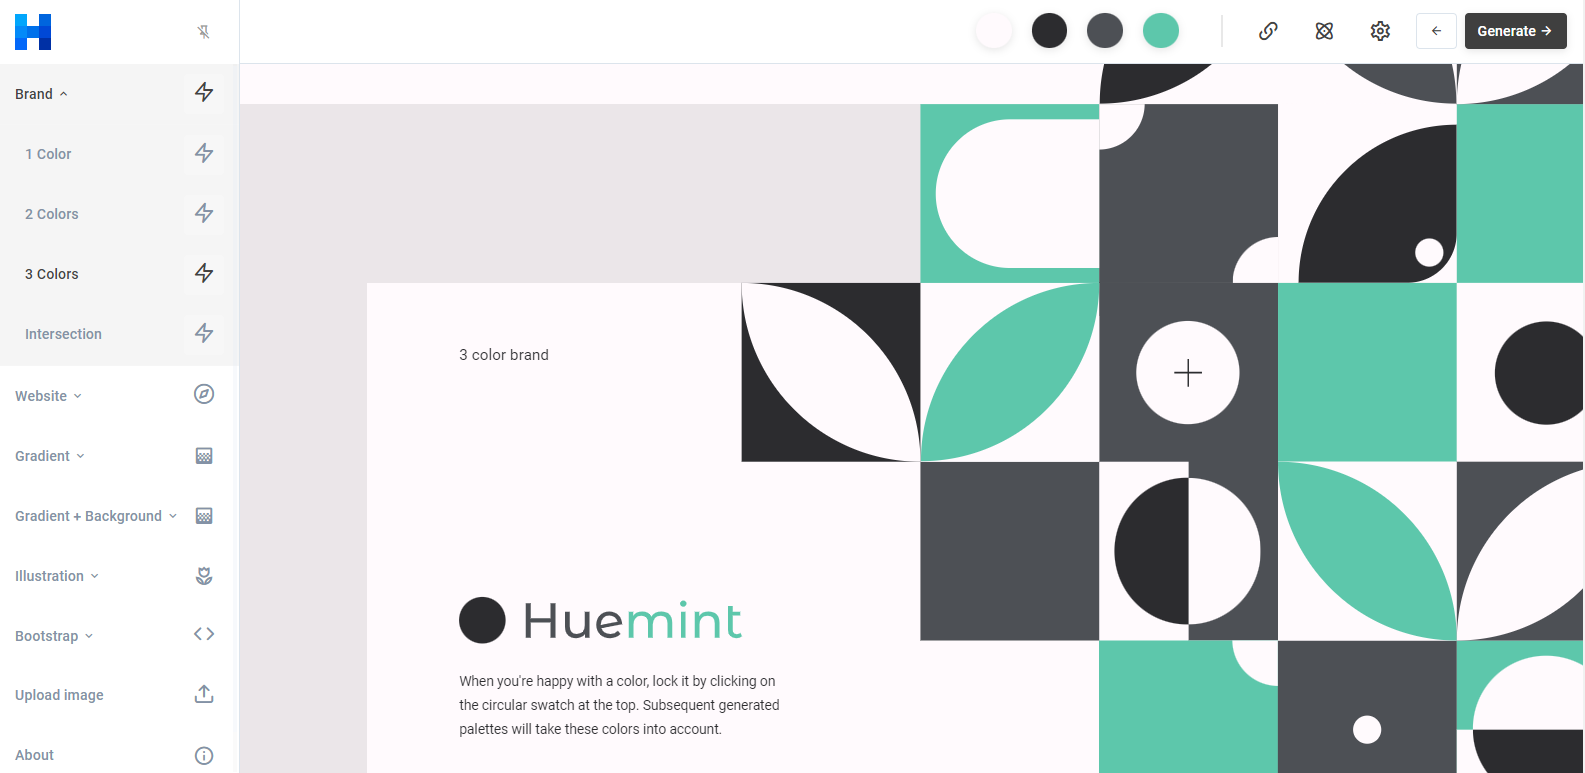 Generate
Brand
1 Color
2 Colors
3 Colors
Intersection
Website
Gradient
Gradient + Background
Illustration
Bootstrap
Upload image
About
3 color brand
Huemint
When you're happy with a color, lock it by clicking on
the circular swatch at the top. Subsequent generated
palettes will take these colors into account.